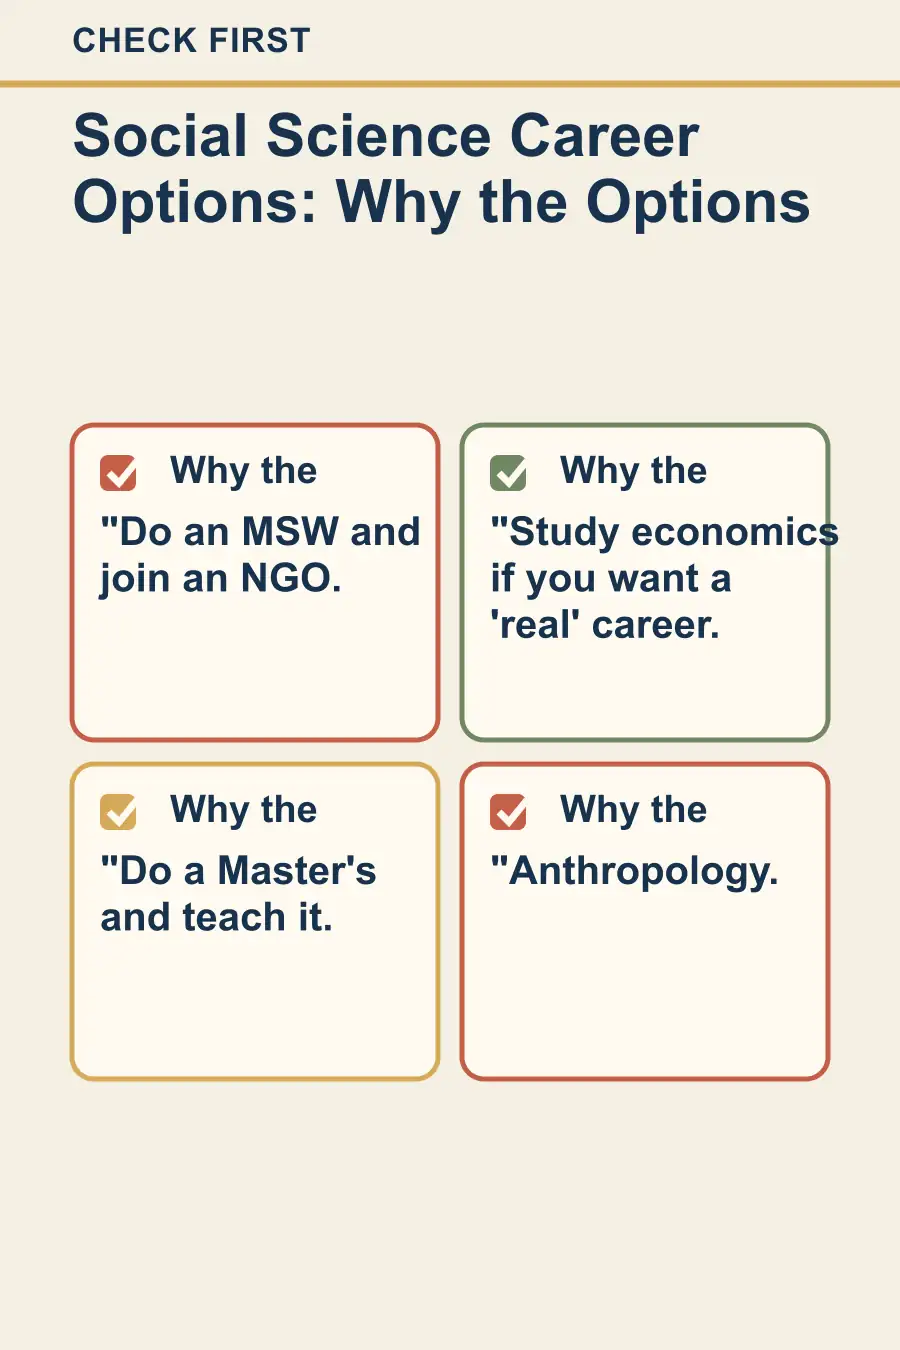 CHECK FIRST
Social Science Career
Options: Why the Options
Why the
"Do an MSW and
join an NGO.
Why the
"Study economics
if you want a
'real' career.
Why the
"Do a Master's
and teach it.
Why the
"Anthropology.